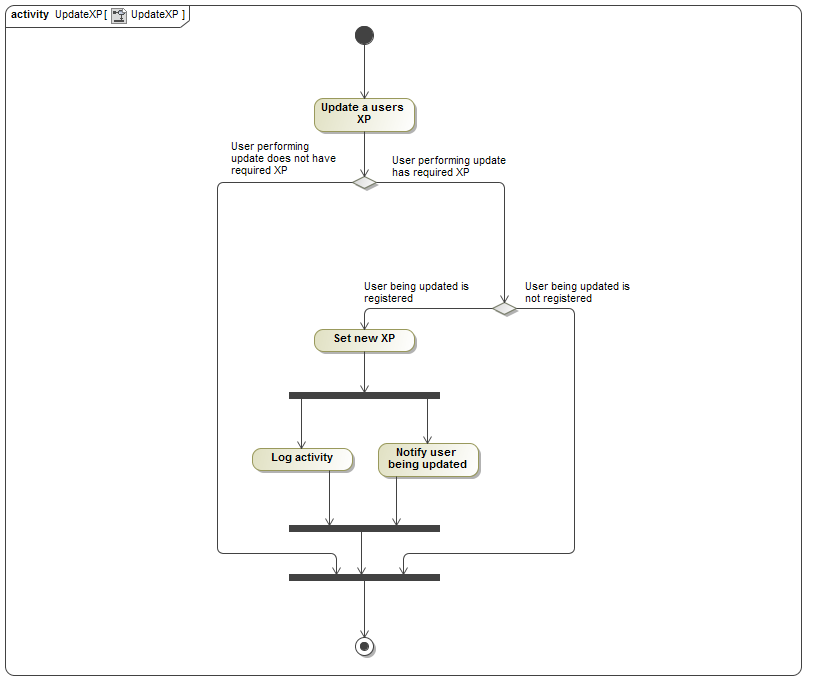 activity UpdateXP[ UpdateXP ]
Update a users
XP
User performing
update does not have
required XP
User performing update
has required XP
User being updated is
registered
User being updated is
not registered
Set new XP
Log activity
Notify user
being updated